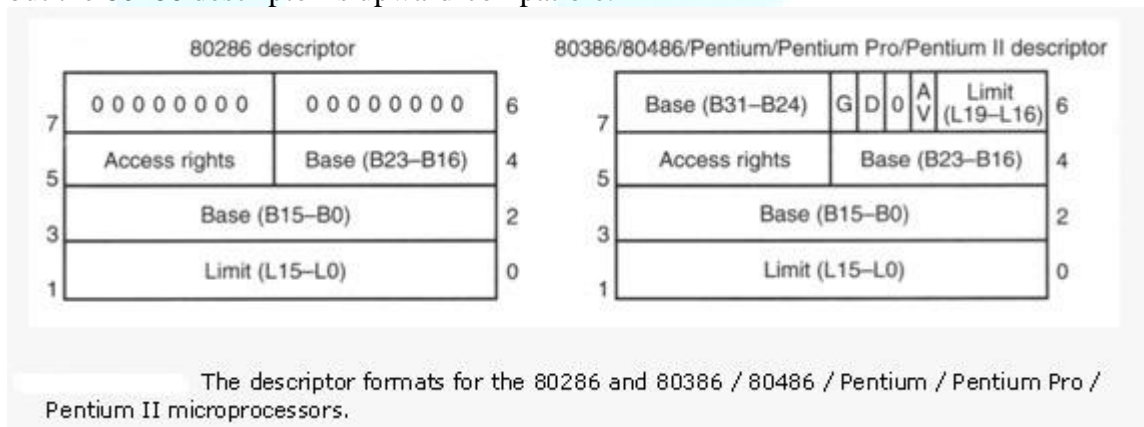 80286 descriptor
80386/80486/Pentium/Pentium Pro/Pentium II descriptor
7 0 0 0 0 0 0 0 0 0 0 0 0 0 0 0 0 6
5 Access rights Base (B23–B16) 4
3 Base (B15–B0) 2
1 Limit (L15–L0) 0
7 Base (B31–B24) G D 0 A V Limit (L19–L16) 6
5 Access rights Base (B23–B16) 4
3 Base (B15–B0) 2
1 Limit (L15–L0) 0
The descriptor formats for the 80286 and 80386 / 80486 / Pentium / Pentium Pro /
Pentium II microprocessors.